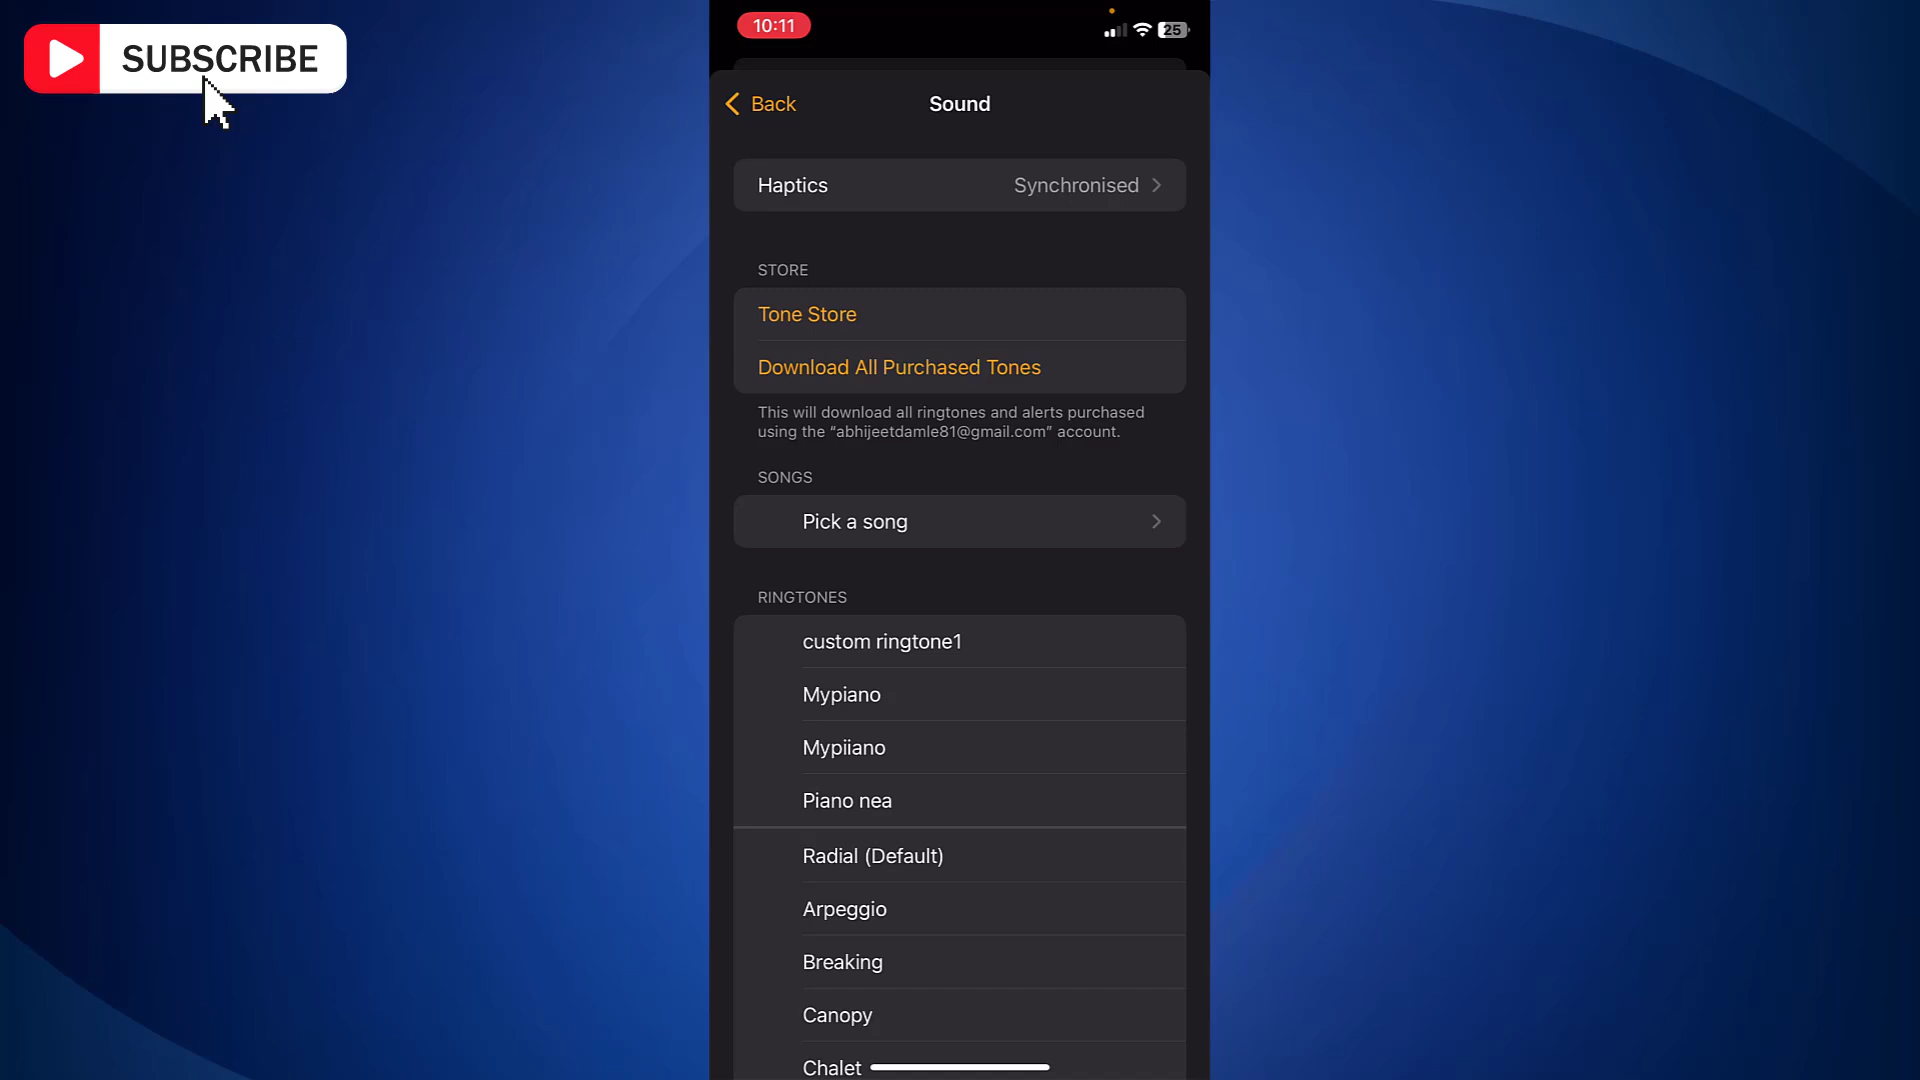 SUBSCRIBE
10:11
25
Back
Sound
Haptics
Synchronised
STORE
Tone Store
Download All Purchased Tones
This will download all ringtones and alerts purchased
using the “abhijeetdamle81@gmail.com” account.
SONGS
Pick a song
RINGTONES
custom ringtone1
Mypiano
Mypiiano
Piano nea
Radial (Default)
Arpeggio
Breaking
Canopy
Chalet